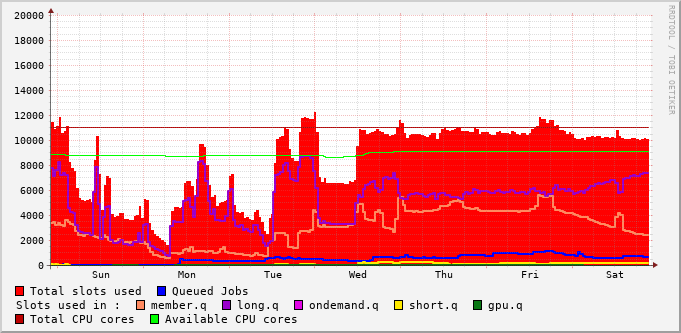 RRDTOOL / TOBI OETIKER
20000
18000
16000
14000
12000
10000
8000
6000
4000
2000
0
Sun Mon Tue Wed Thu Fri Sat
Total slots used Queued Jobs
Slots used in : member.q long.q ondemand.q short.q gpu.q
Total CPU cores Available CPU cores